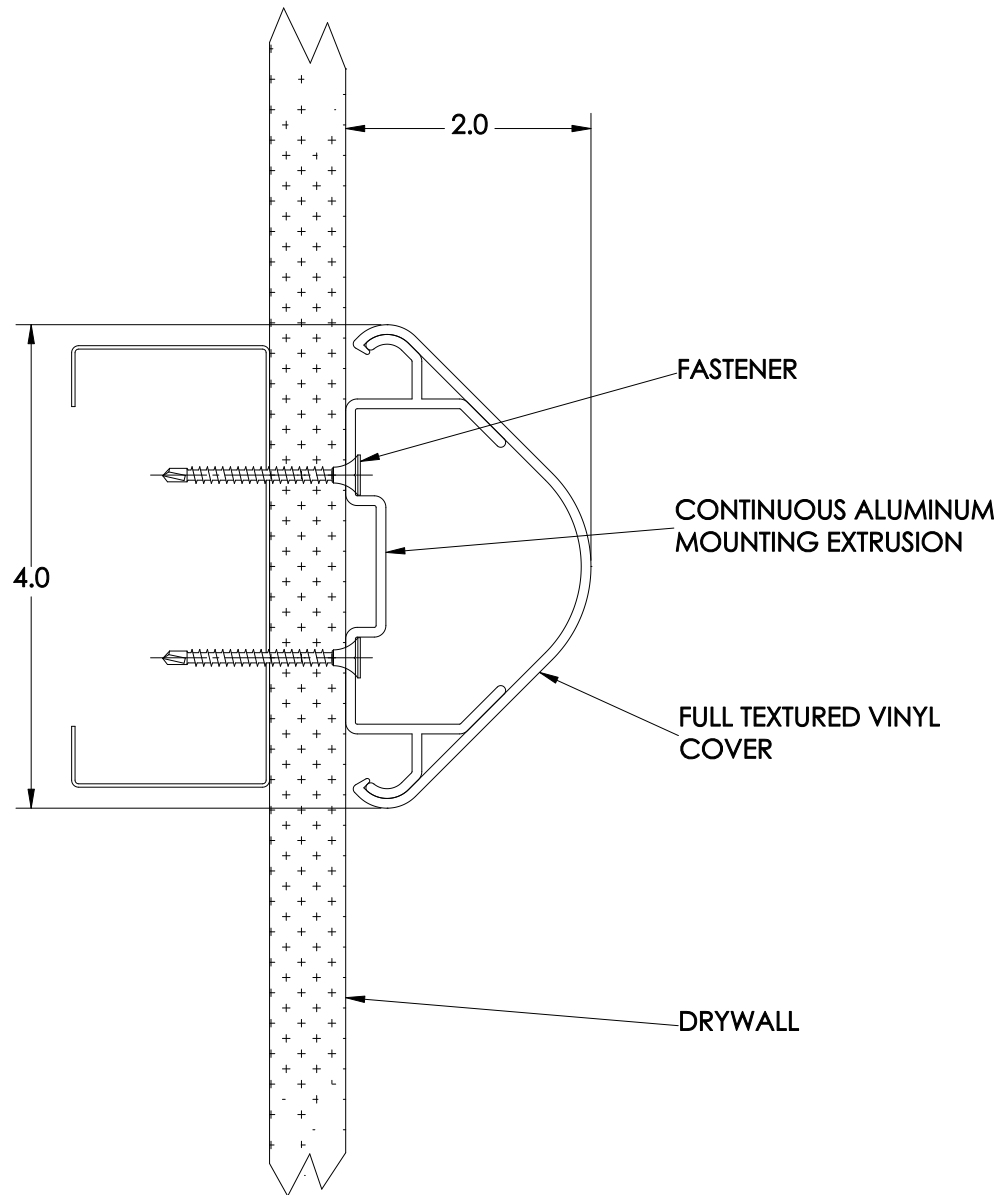 2.0
FASTENER
CONTINUOUS ALUMINUM
MOUNTING EXTRUSION
4.0
FULL TEXTURED VINYL
COVER
DRYWALL